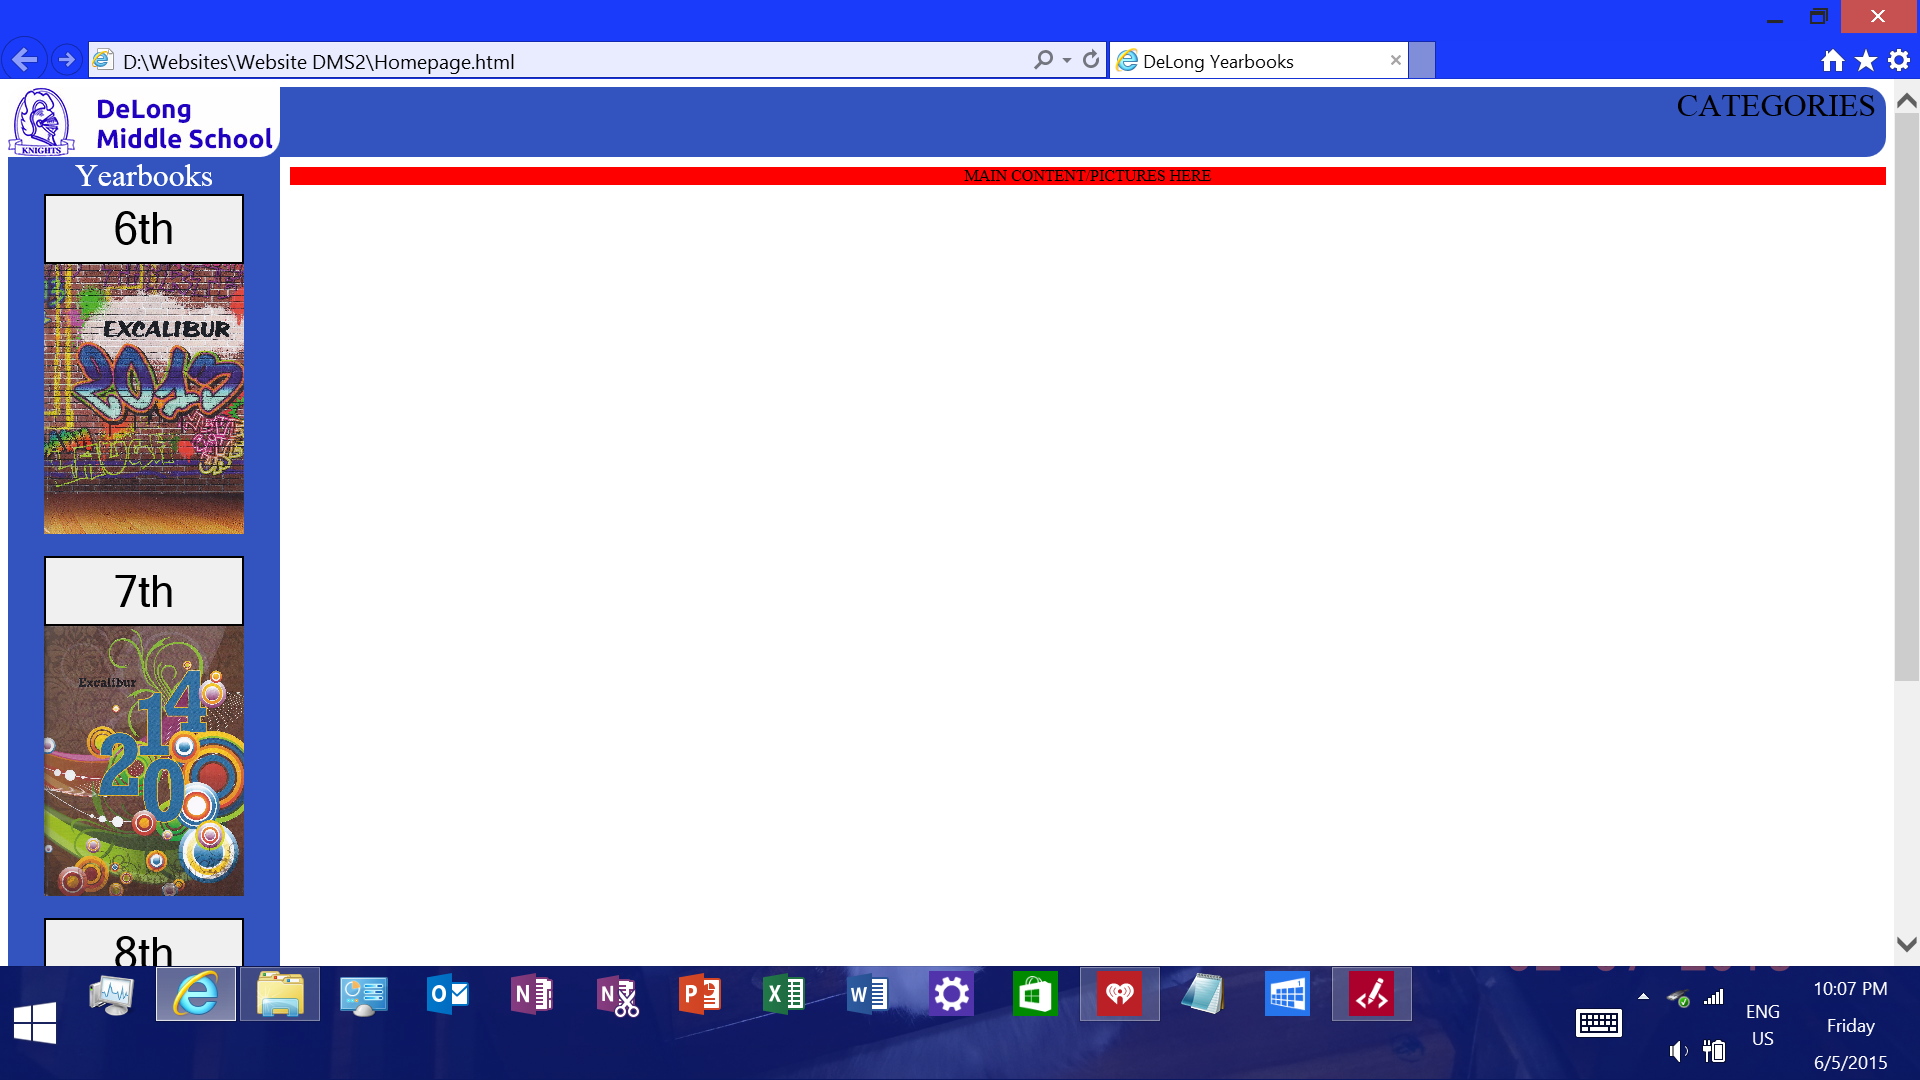 D:\Websites\Website DMS2\Homepage.html
DeLong Yearbooks
KNIGHTS
DeLong
Middle School
CATEGORIES
Yearbooks
MAIN CONTENT/PICTURES HERE
6th
EXCALIBUR
2013
7th
Excalibur
2014
8th
10:07 PM
ENG
US
Friday
6/5/2015